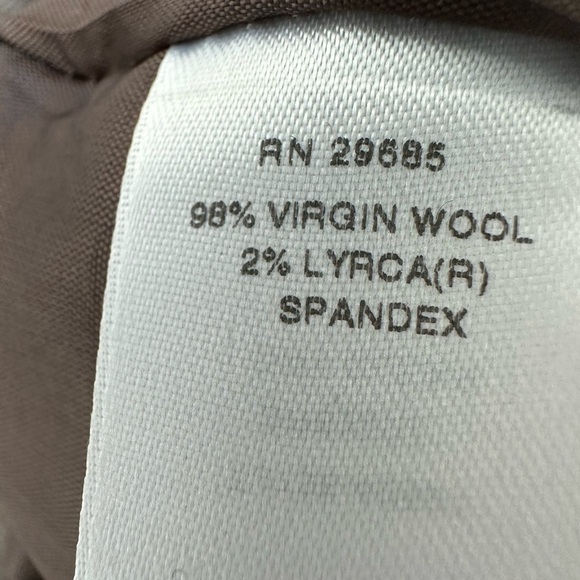 RN 29685
98% VIRGIN WOOL
2% LYRCA(R)
SPANDEX